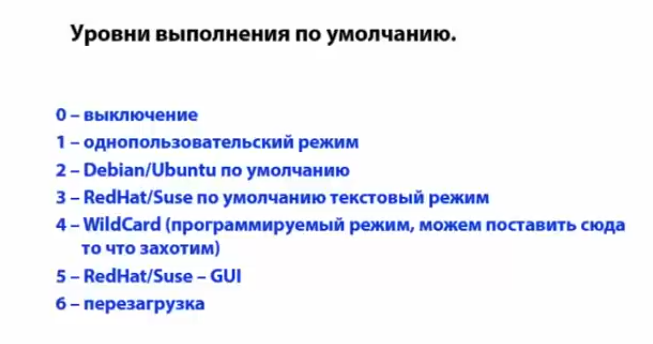 Уровни выполнения по умолчанию.
0 – выключение
1 – однопользовательский режим
2 – Debian/Ubuntu по умолчанию
3 – RedHat/Suse по умолчанию текстовый режим
4 – WildCard (программируемый режим, можем поставить сюда
то что захотим)
5 – RedHat/Suse – GUI
6 – перезагрузка